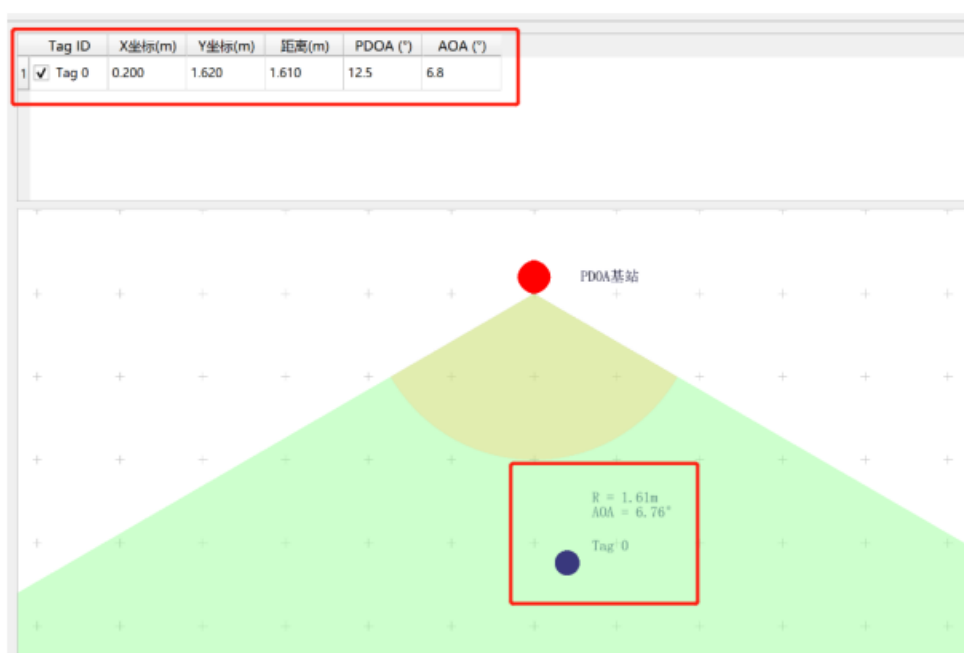 Tag ID X坐标(m) Y坐标(m) 距离(m) PDOA (°) AOA (°)
1 Tag 0 0.200 1.620 1.610 12.5 6.8
PDOA基站
R = 1.61m
AOA = 6.76°
Tag 0